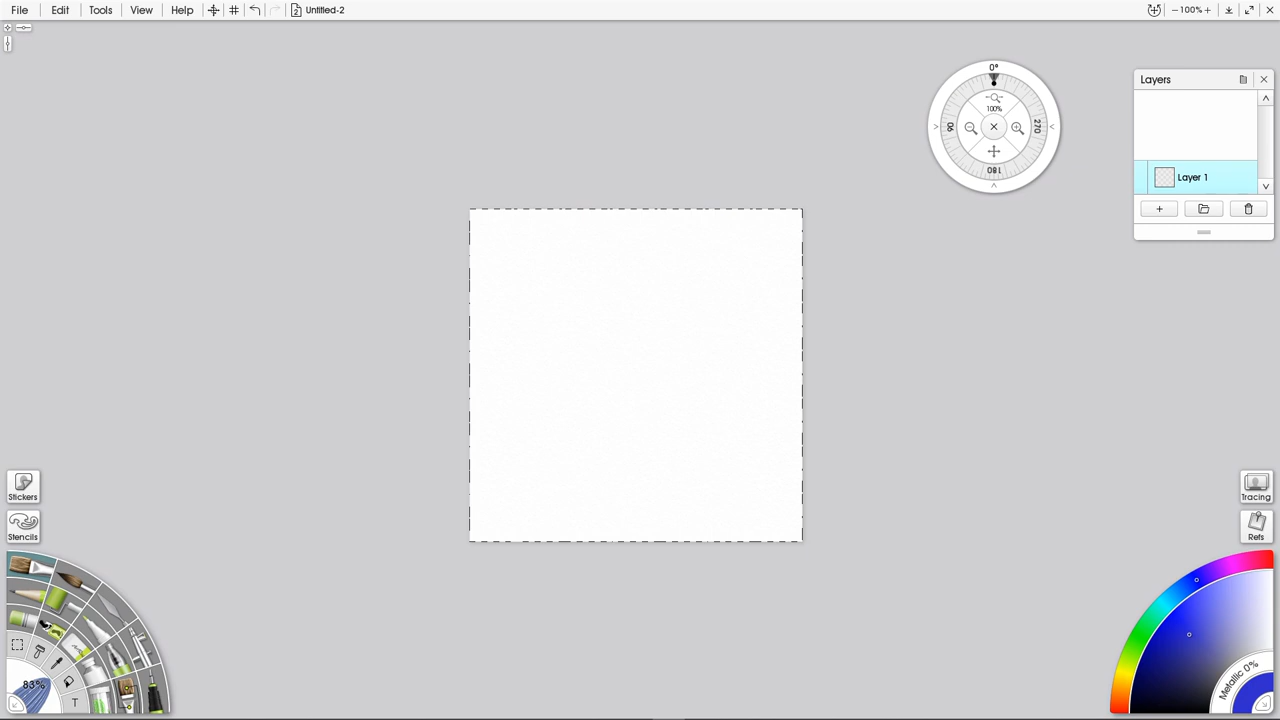 File Edit Tools View Help 2 Untitled-2 100%
Layers
Layer 1
0°
100%
90
270
180
Stickers
Stencils
Tracing
Refs
83%
T
Metallic 0%